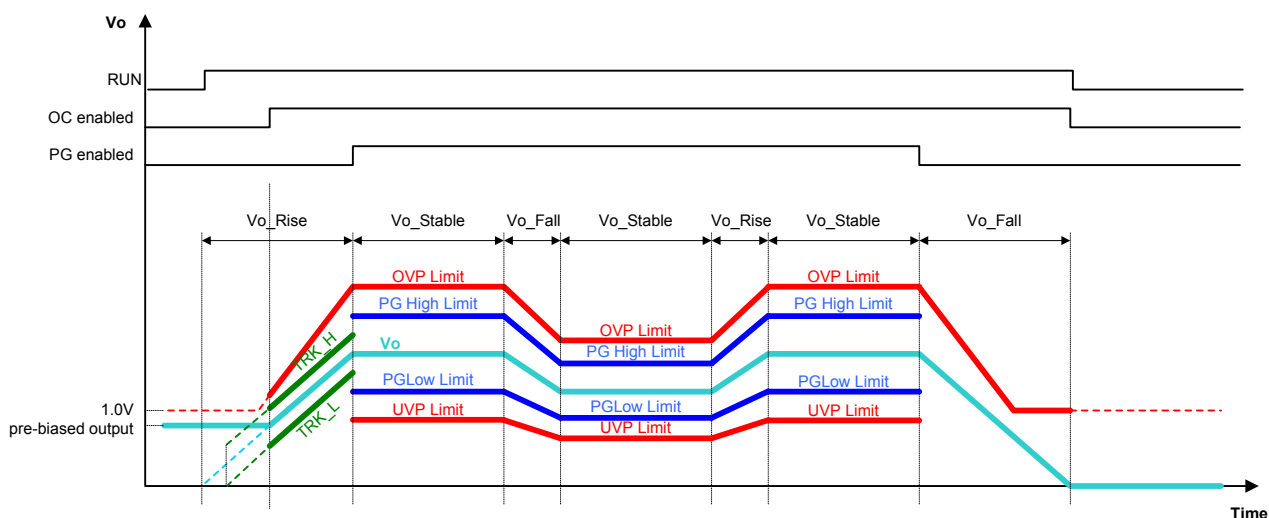 Vo
RUN
OC enabled
PG enabled
Vo_Rise Vo_Stable Vo_Fall Vo_Stable Vo_Rise Vo_Stable Vo_Fall
OVP Limit OVP Limit
PG High Limit PG High Limit
OVP Limit
TRK_H Vo PG High Limit
PGLow Limit PGLow Limit
1.0V TRK_L UVP Limit PGLow Limit UVP Limit
pre-biased output UVP Limit
Time